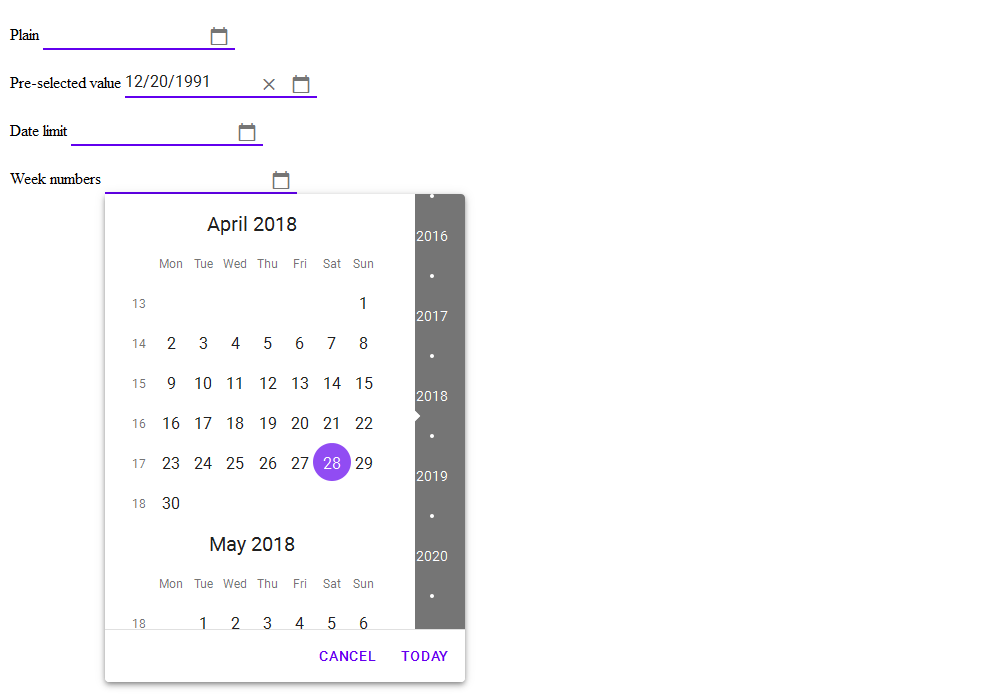 Plain
Pre-selected value 12/20/1991
Date limit
Week numbers
April 2018
Mon Tue Wed Thu Fri Sat Sun
13 1
14 2 3 4 5 6 7 8
15 9 10 11 12 13 14 15
16 16 17 18 19 20 21 22
17 23 24 25 26 27 28 29
18 30
May 2018
Mon Tue Wed Thu Fri Sat Sun
18 1 2 3 4 5 6
2016
2017
2018
2019
2020
CANCEL TODAY